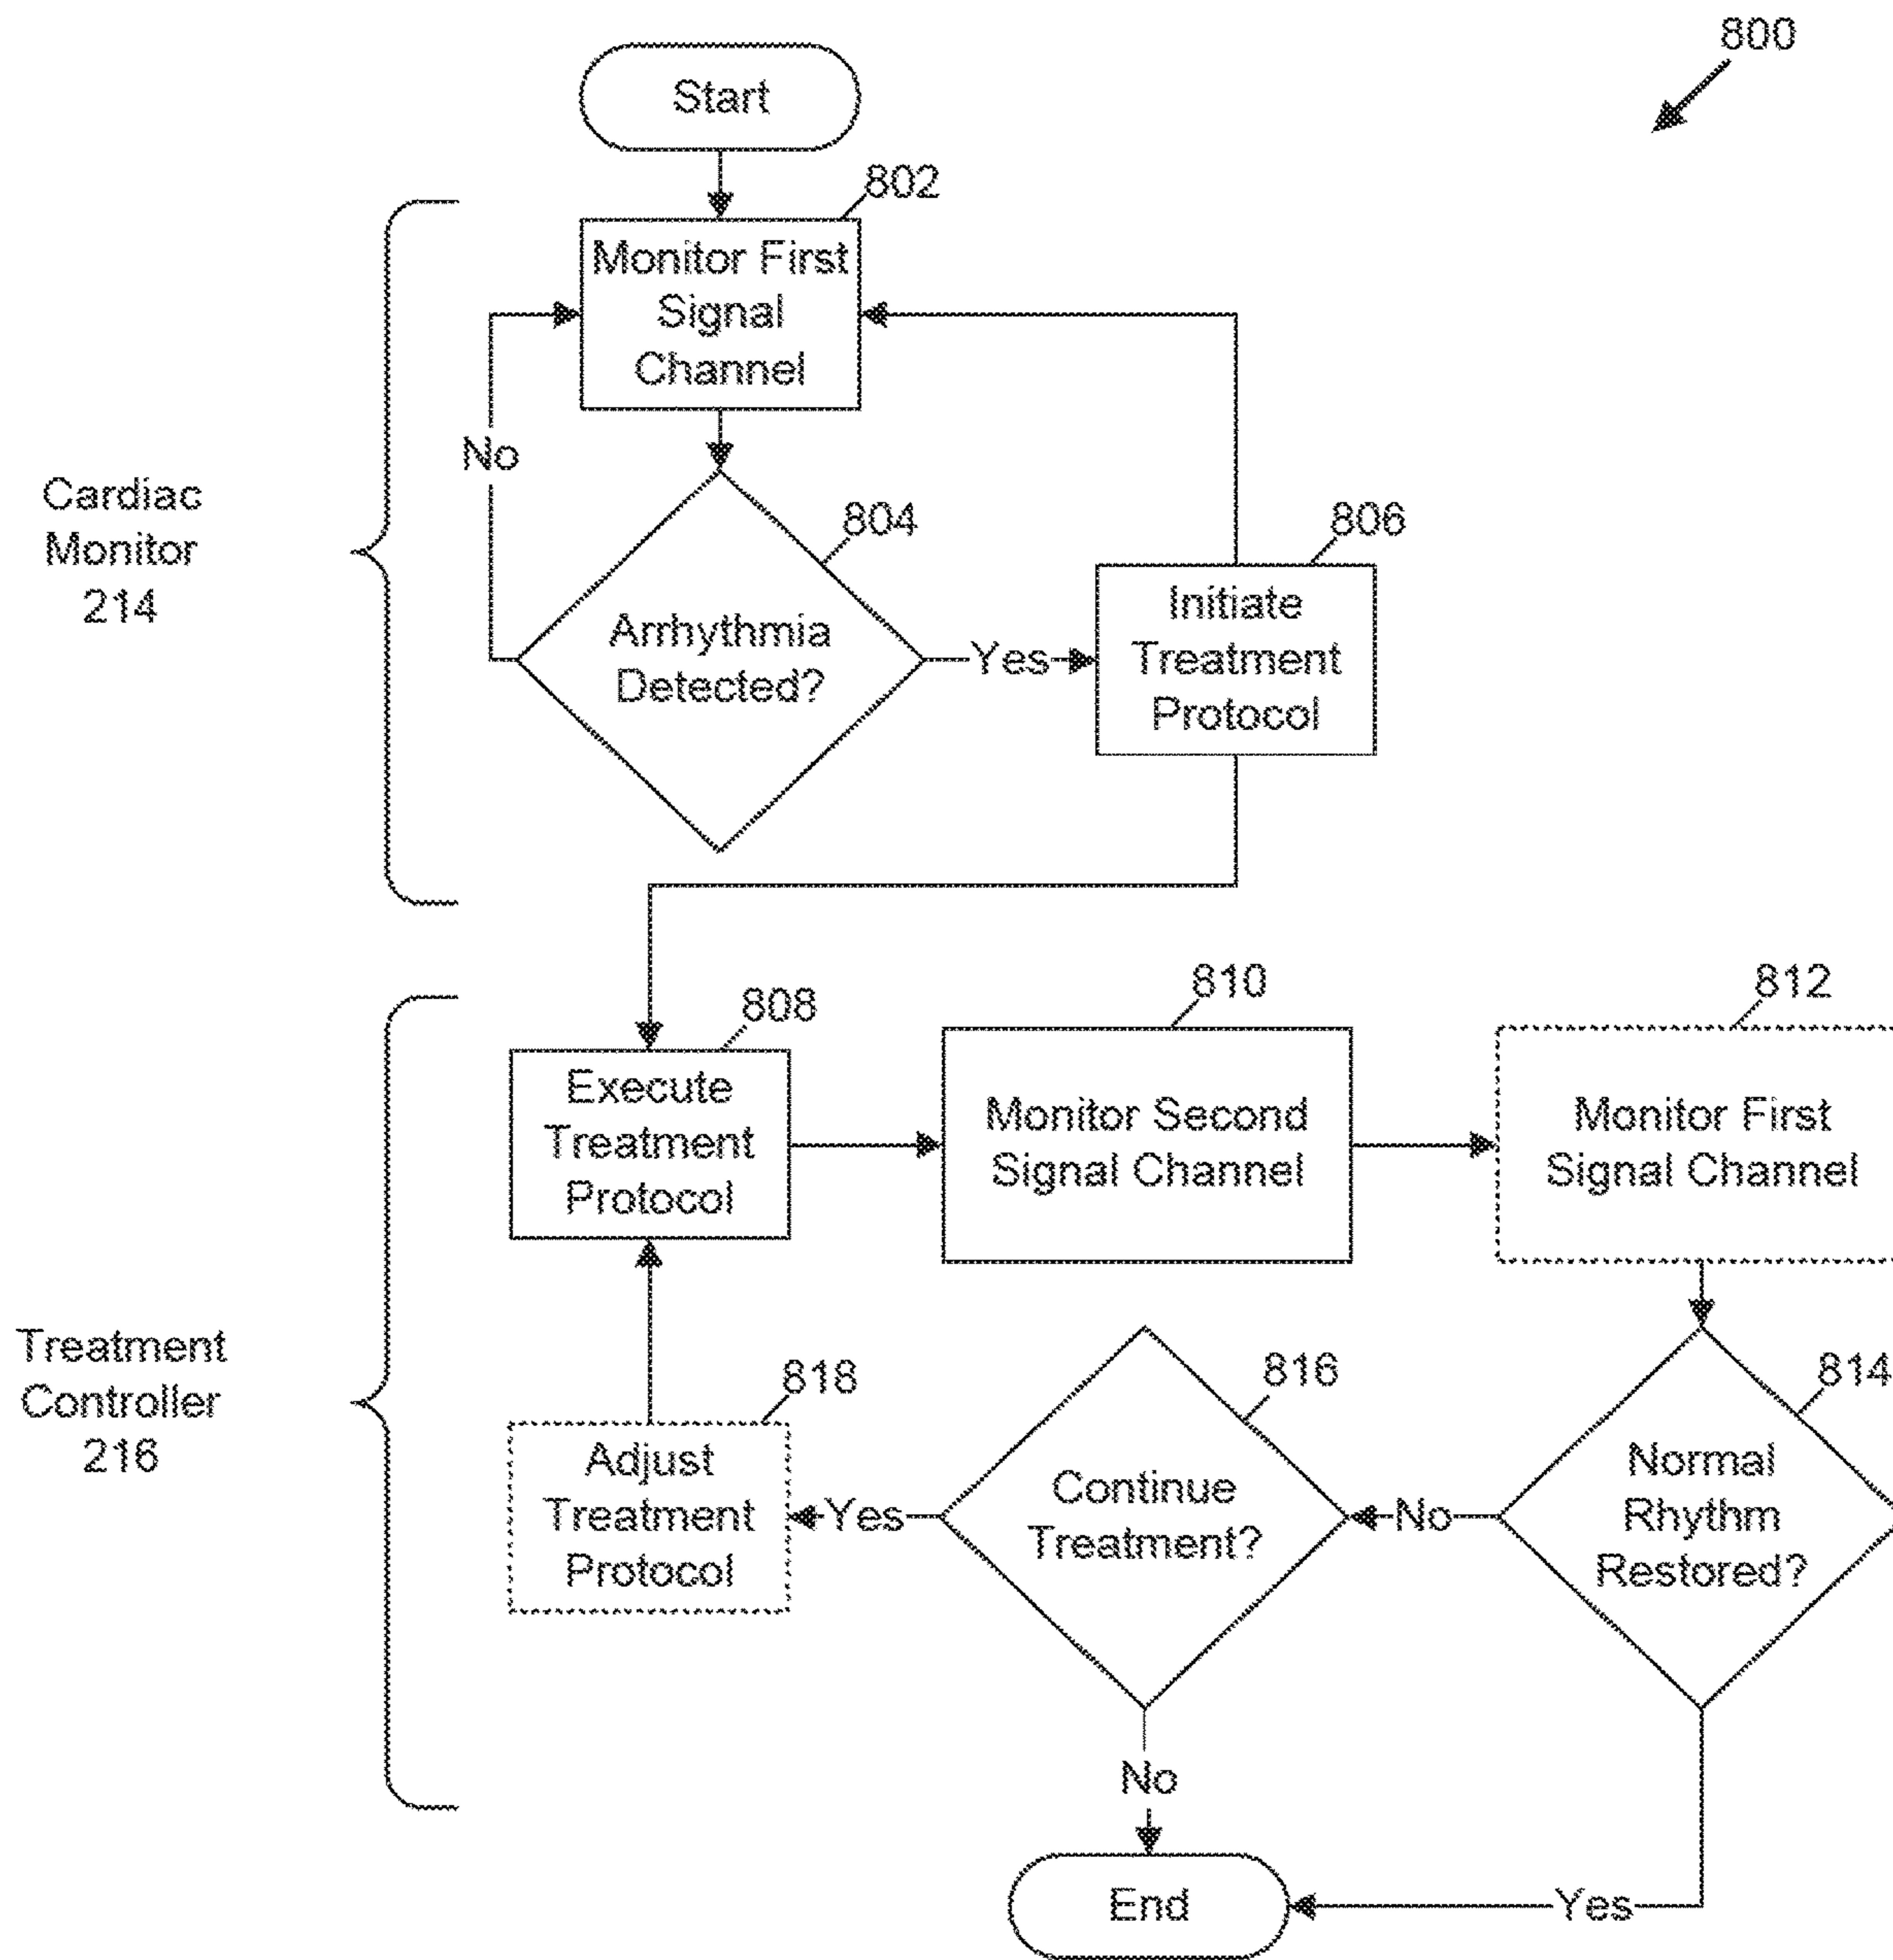 800
Start
802
Monitor First
Signal
Channel
No
804
Arrhythmia
Detected?
Yes
806
Initiate
Treatment
Protocol
Cardiac
Monitor
214
808
Execute
Treatment
Protocol
810
Monitor Second
Signal Channel
812
Monitor First
Signal Channel
Treatment
Controller
216
818
Adjust
Treatment
Protocol
Yes
816
Continue
Treatment?
No
814
Normal
Rhythm
Restored?
No
End
Yes